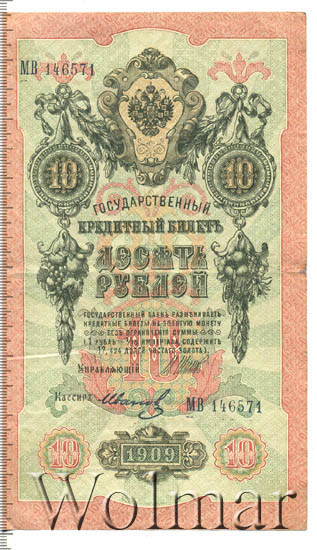 МВ 146571
10 10
ГОСУДАРСТВЕННЫЙ
КРЕДИТНЫЙ БИЛЕТЪ
ДЕСЯТЬ
РУБЛЕЙ
ГОСУДАРСТВЕННЫЙ БАНКЪ РАЗМѢНИВАЕТЪ
КРЕДИТНЫЕ БИЛЕТЫ НА ЗОЛОТУЮ МОНЕТУ
БЕЗЪ ОГРАНИЧЕНІЯ СУММЫ
(1 РУБЛЬ = 1/15 ИМПЕРІАЛА, СОДЕРЖИТЪ
17,424 ДОЛЕЙ ЧИСТАГО ЗОЛОТА).
10
Управляющій
Кассиръ
МВ 146571
10 1909 10
Wolmar